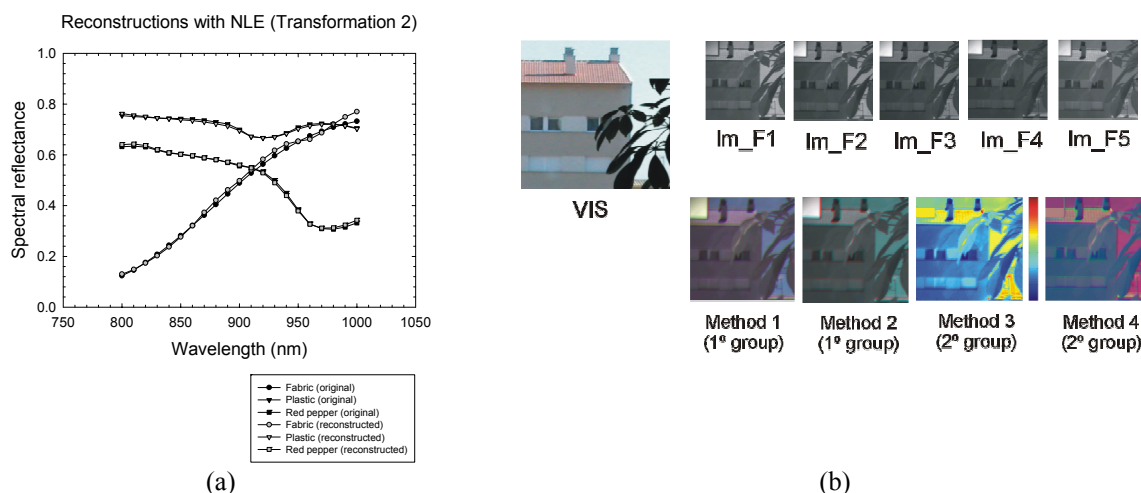 Reconstructions with NLE (Transformation 2)
1.0
0.8
0.6
0.4
0.2
0.0
Spectral reflectance
750 800 850 900 950 1000 1050
Wavelength (nm)
Fabric (original)
Plastic (original)
Red pepper (original)
Fabric (reconstructed)
Plastic (reconstructed)
Red pepper (reconstructed)
(a)
VIS
Im_F1 Im_F2 Im_F3 Im_F4 Im_F5
Method 1 Method 2 Method 3 Method 4
(1º group) (1º group) (2º group) (2º group)
(b)